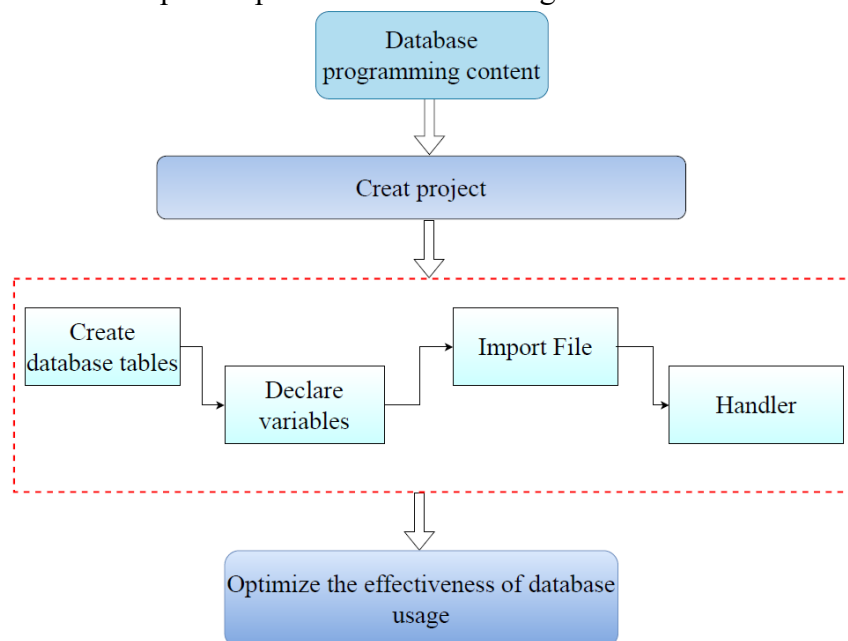 Database
programming content
Creat project
Create
database tables
Declare
variables
Import File
Handler
Optimize the effectiveness of database
usage